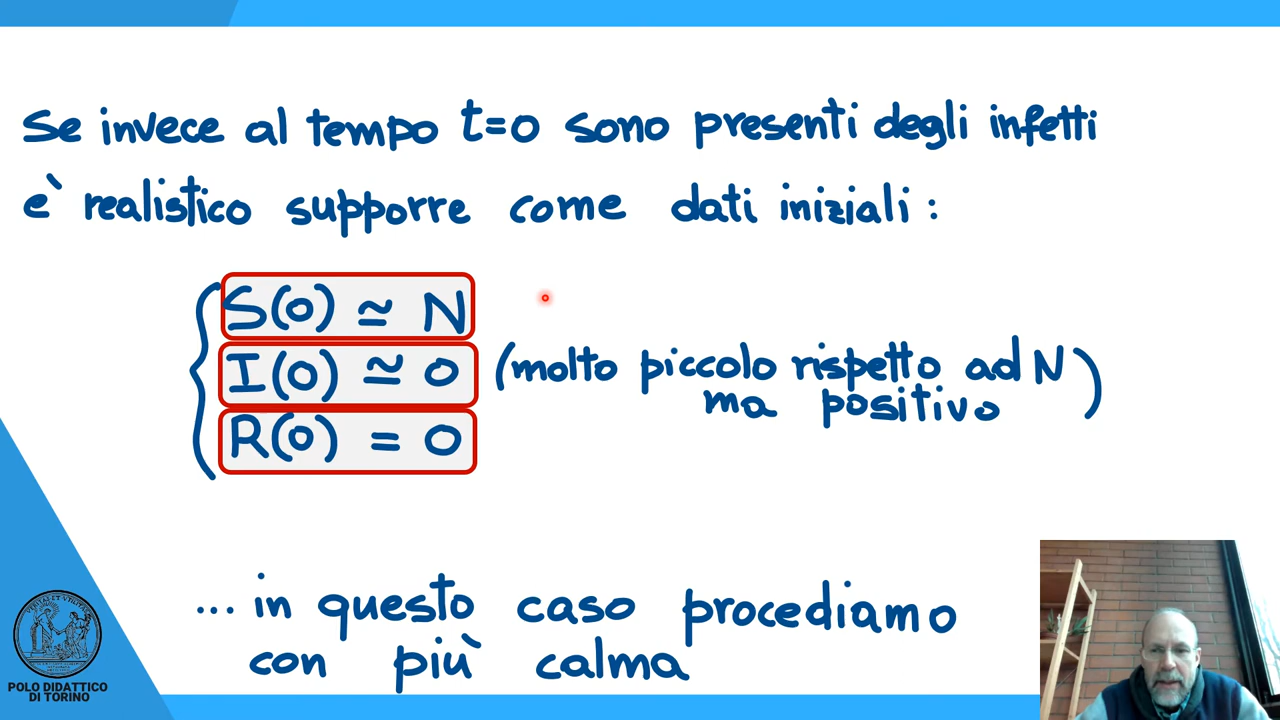 Se invece al tempo t=0 sono presenti degli infetti
e` realistico supporre come dati iniziali :
S(0) ≃ N
I(0) ≃ 0 (molto piccolo rispetto ad N
ma positivo)
R(0) = 0
... in questo caso procediamo
con più calma
POLO DIDATTICO
DI TORINO